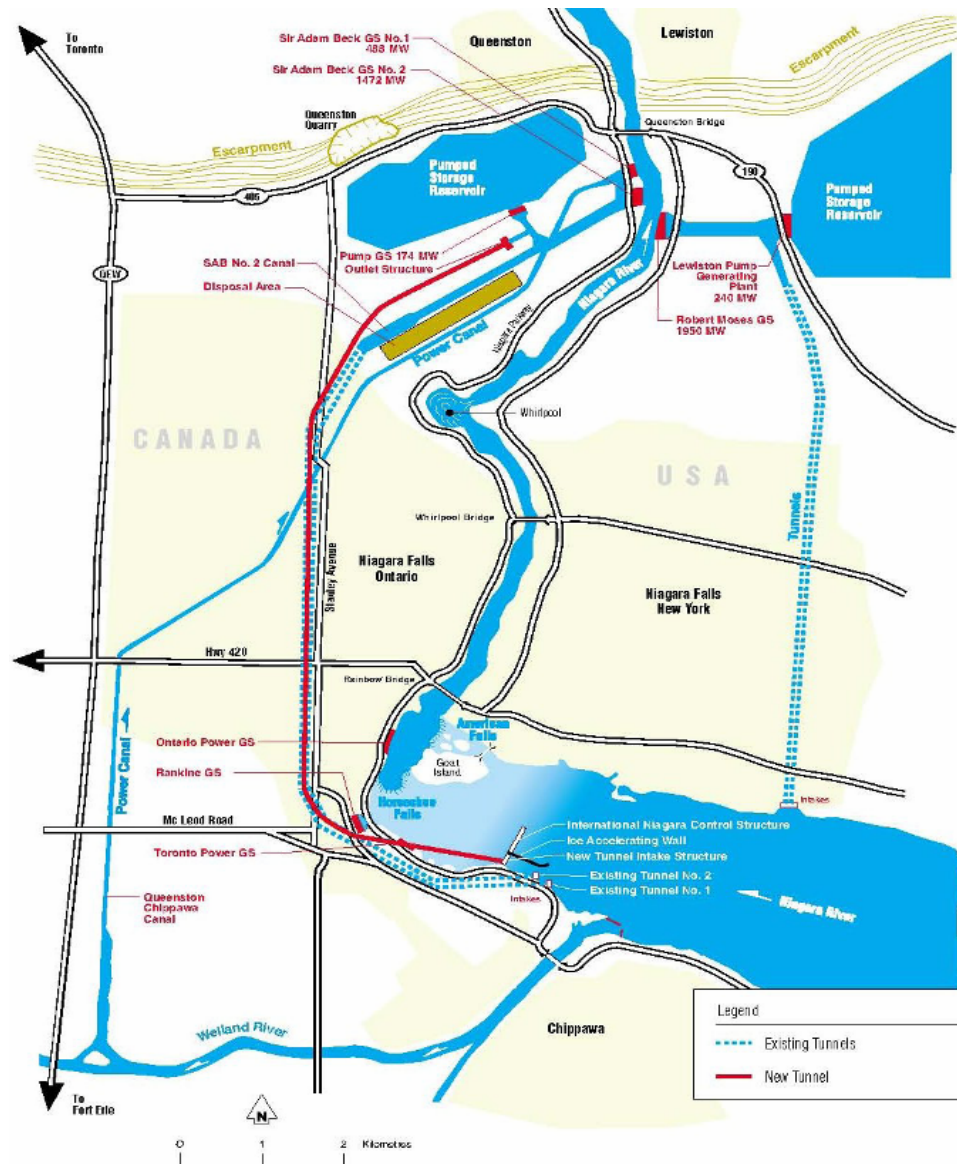 To
Toronto
Sir Adam Beck GS No.1
488 MW
Sir Adam Beck GS No. 2
1472 MW
Queenston
Lewiston
Escarpment
Queenston
Quarry
Escarpment
Queenston Bridge
405
190
QEW
Pumped
Storage
Reservoir
Pumped
Storage
Reservoir
Pump GS 174 MW
Outlet Structure
SAB No. 2 Canal
Disposal Area
Power Canal
Niagara Parkway
Niagara River
Lewiston Pump
Generating
Plant
240 MW
Robert Moses GS
1950 MW
Whirlpool
CANADA
USA
Whirlpool Bridge
Tunnels
Stanley Avenue
Niagara Falls
Ontario
Niagara Falls
New York
Hwy 420
Rainbow Bridge
Power Canal
Ontario Power GS
American
Falls
Goat
Island
Rankine GS
Horseshoe
Falls
Intakes
Mc Leod Road
International Niagara Control Structure
Ice Accelerating Wall
New Tunnel Intake Structure
Toronto Power GS
Existing Tunnel No. 2
Existing Tunnel No. 1
Intakes
Queenston
Chippawa
Canal
Niagara River
Welland River
Chippawa
Legend
Existing Tunnels
New Tunnel
To
Fort Erie
N
0 1 2 Kilometres